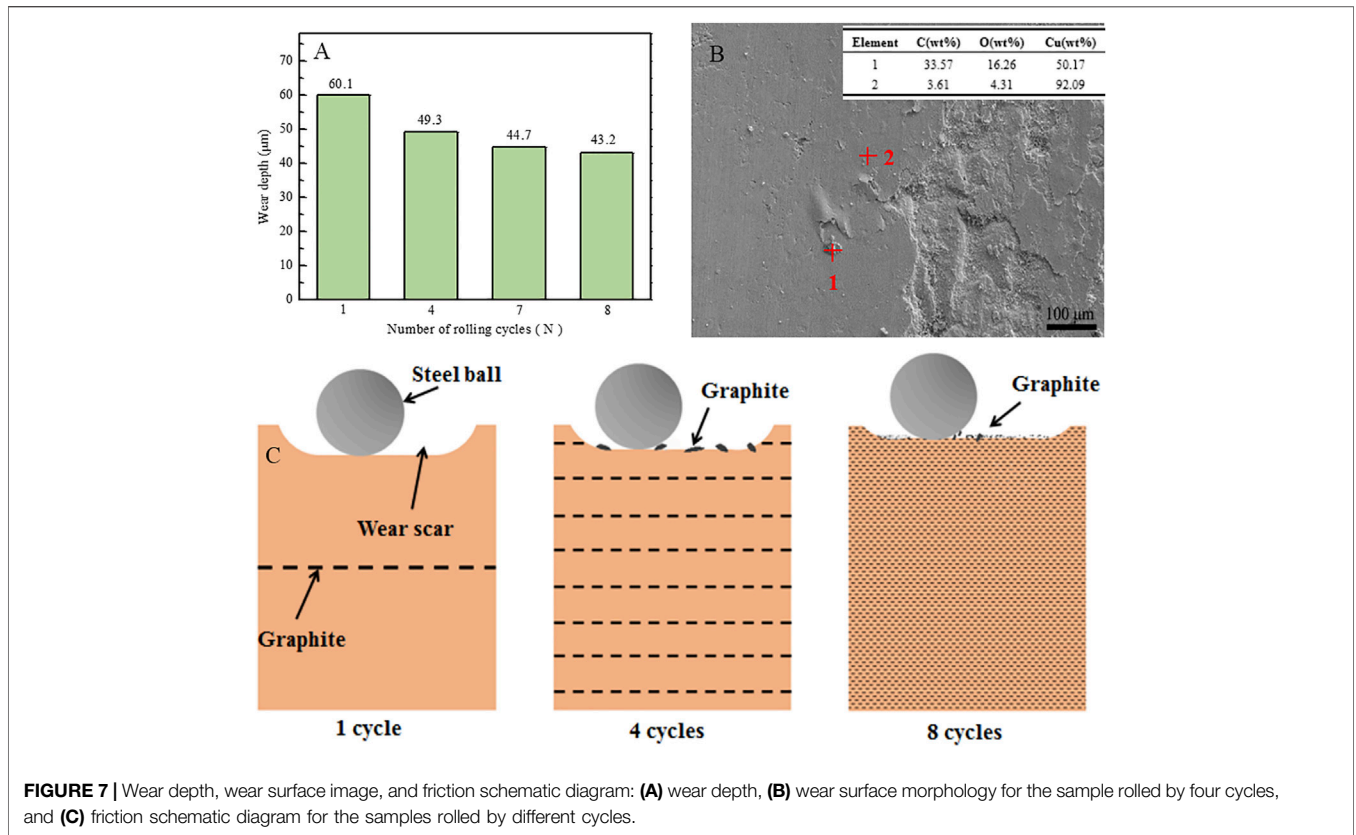 A
70
60
50
40
30
20
10
0
Wear depth (μm)
60.1
49.3
44.7
43.2
1 4 7 8
Number of rolling cycles ( N )
B
Element C(wt%) O(wt%) Cu(wt%)
1 33.57 16.26 50.17
2 3.61 4.31 92.09
2
1
100 μm
C
Steel ball
Wear scar
Graphite
1 cycle
Graphite
4 cycles
Graphite
8 cycles
FIGURE 7 | Wear depth, wear surface image, and friction schematic diagram: (A) wear depth, (B) wear surface morphology for the sample rolled by four cycles,
and (C) friction schematic diagram for the samples rolled by different cycles.